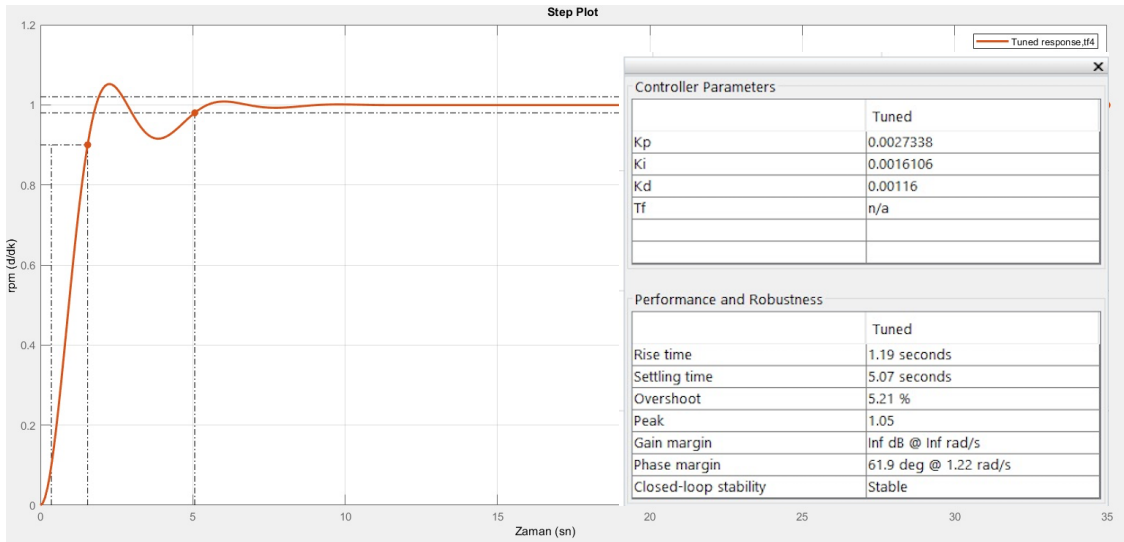 Step Plot
1.2
1
0.8
0.6
0.4
0.2
0
rpm (d/dk)
Tuned response,tf4
Controller Parameters
Tuned
Kp 0.0027338
Ki 0.0016106
Kd 0.00116
Tf n/a
Performance and Robustness
Tuned
Rise time 1.19 seconds
Settling time 5.07 seconds
Overshoot 5.21 %
Peak 1.05
Gain margin Inf dB @ Inf rad/s
Phase margin 61.9 deg @ 1.22 rad/s
Closed-loop stability Stable
0 5 10 15 20 25 30 35
Zaman (sn)